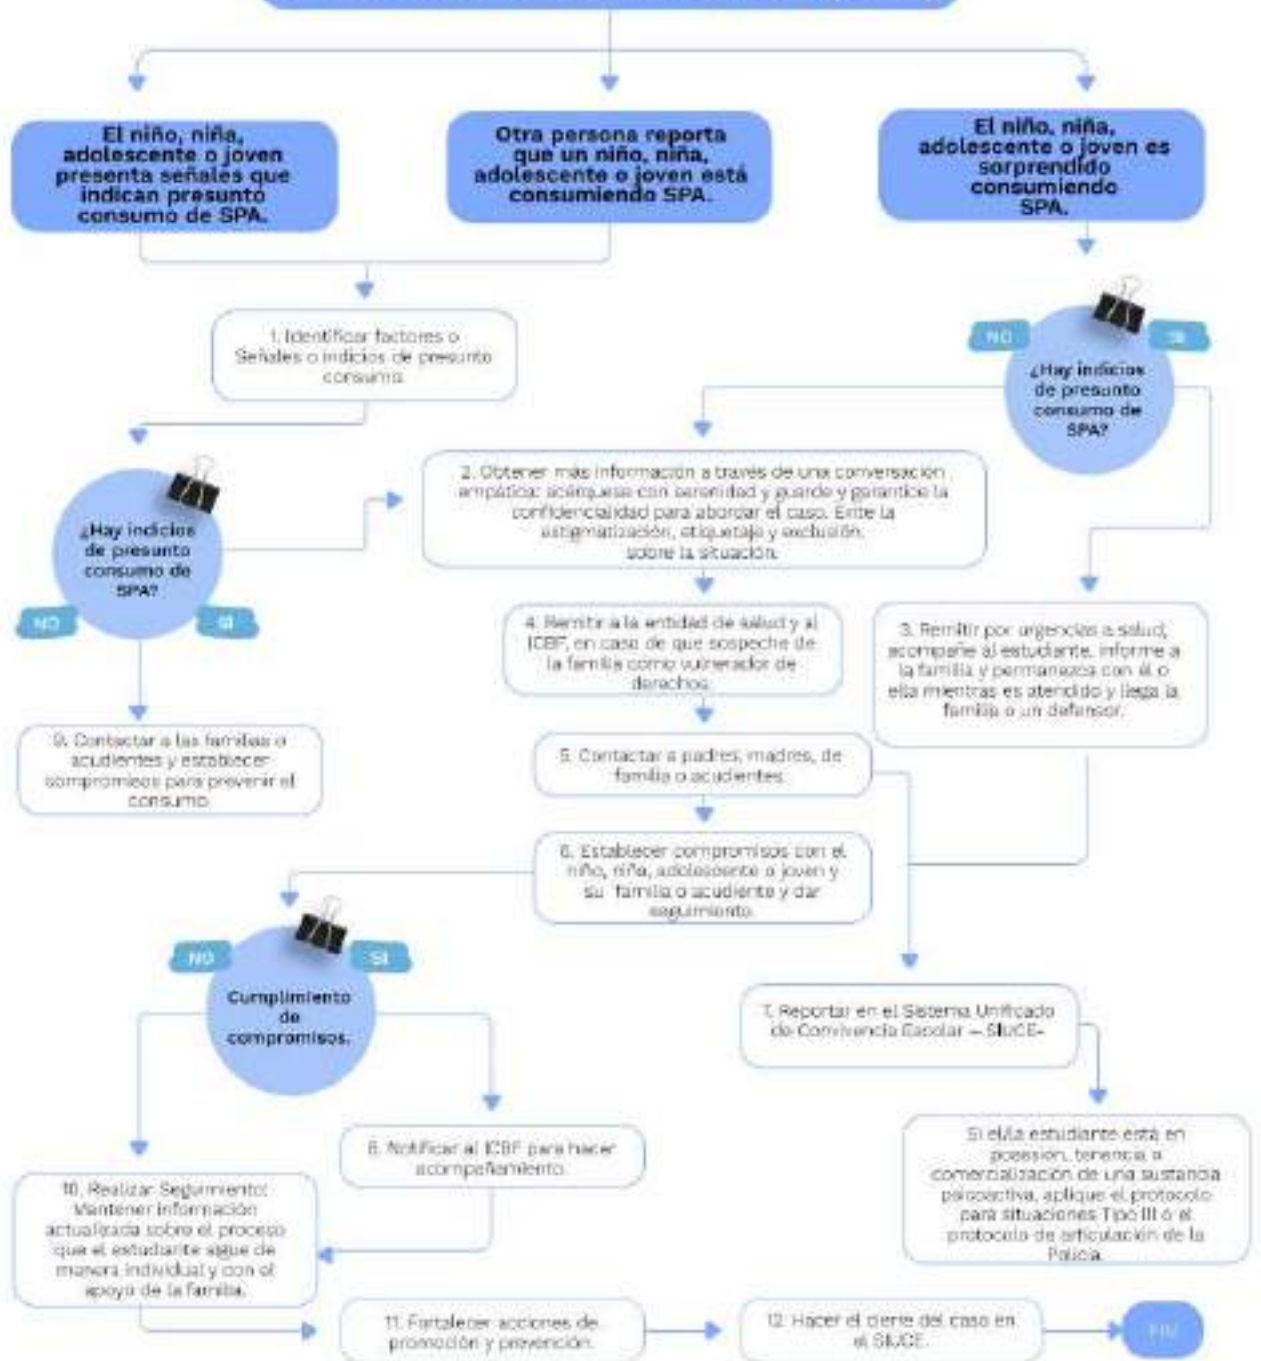 El niño, niña,
adolescente o joven
presenta señales que
indican presunto
consumo de SPA.
Otra persona reporta
que un niño, niña,
adolescente o joven está
consumiendo SPA.
El niño, niña,
adolescente o joven es
sorprendido
consumiendo
SPA.
1. Identificar factores o
Señales o indicios de presunto
consumo.
NO
SI
¿Hay indicios
de presunto
consumo de
SPA?
2. Obtener más información a través de una conversación
empática: acérquese con serenidad y guarde y garantice la
confidencialidad para abordar el caso. Evite la
estigmatización, etiquetaje y exclusión,
sobre la situación.
¿Hay indicios
de presunto
consumo de
SPA?
NO
SI
4. Remitir a la entidad de salud y al
ICBF, en caso de que sospeche de
la familia como vulnerador de
derechos.
3. Remitir por urgencias a salud,
acompañe al estudiante, informe a
la familia y permanezca con él o
ella mientras es atendido y llega la
familia o un defensor.
9. Contactar a las familias o
acudientes y establecer
compromisos para prevenir el
consumo.
5. Contactar a padres, madres, de
familia o acudientes.
6. Establecer compromisos con el
niño, niña, adolescente o joven y
su familia o acudiente y dar
seguimiento.
NO
SI
Cumplimiento
de
compromisos.
7. Reportar en el Sistema Unificado
de Convivencia Escolar – SIUCE-
8. Notificar al ICBF para hacer
acompañamiento.
Si el/la estudiante está en
posesión, tenencia o
comercialización de una sustancia
psicoactiva, aplique el protocolo
para situaciones Tipo III o el
protocolo de articulación de la
Policía.
10. Realizar Seguimiento:
Mantener información
actualizada sobre el proceso
que el estudiante sigue de
manera individual y con el
apoyo de la familia.
11. Fortalecer acciones de
promoción y prevención.
12. Hacer el cierre del caso en
el SIUCE.
FIN